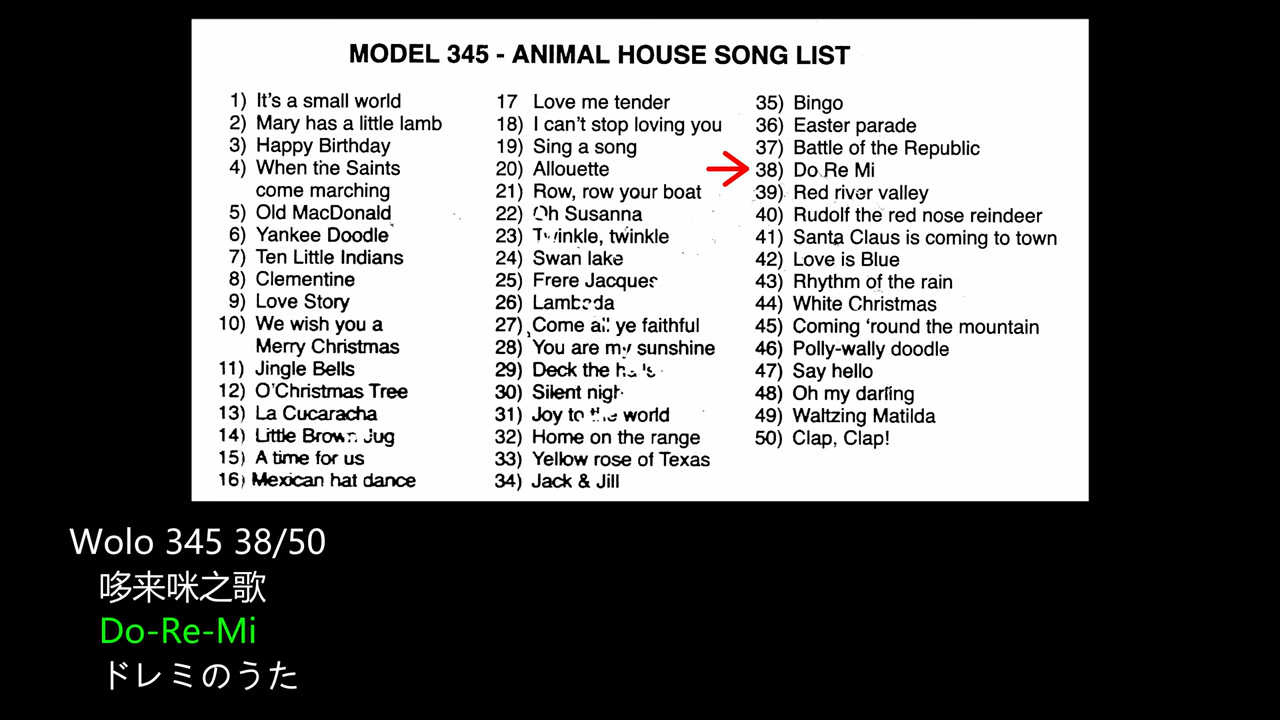 MODEL 345 - ANIMAL HOUSE SONG LIST
1) It's a small world
2) Mary has a little lamb
3) Happy Birthday
4) When the Saints
come marching
5) Old MacDonald
6) Yankee Doodle
7) Ten Little Indians
8) Clementine
9) Love Story
10) We wish you a
Merry Christmas
11) Jingle Bells
12) O'Christmas Tree
13) La Cucaracha
14) Little Brown Jug
15) A time for us
16) Mexican hat dance
17 Love me tender
18) I can't stop loving you
19) Sing a song
20) Allouette
21) Row, row your boat
22) Oh Susanna
23) Twinkle, twinkle
24) Swan lake
25) Frere Jacques
26) Lambada
27) Come all ye faithful
28) You are my sunshine
29) Deck the halls
30) Silent night
31) Joy to the world
32) Home on the range
33) Yellow rose of Texas
34) Jack & Jill
35) Bingo
36) Easter parade
37) Battle of the Republic
38) Do Re Mi
39) Red river valley
40) Rudolf the red nose reindeer
41) Santa Claus is coming to town
42) Love is Blue
43) Rhythm of the rain
44) White Christmas
45) Coming 'round the mountain
46) Polly-wally doodle
47) Say hello
48) Oh my darling
49) Waltzing Matilda
50) Clap, Clap!
Wolo 345 38/50
哆来咪之歌
Do-Re-Mi
ドレミのうた